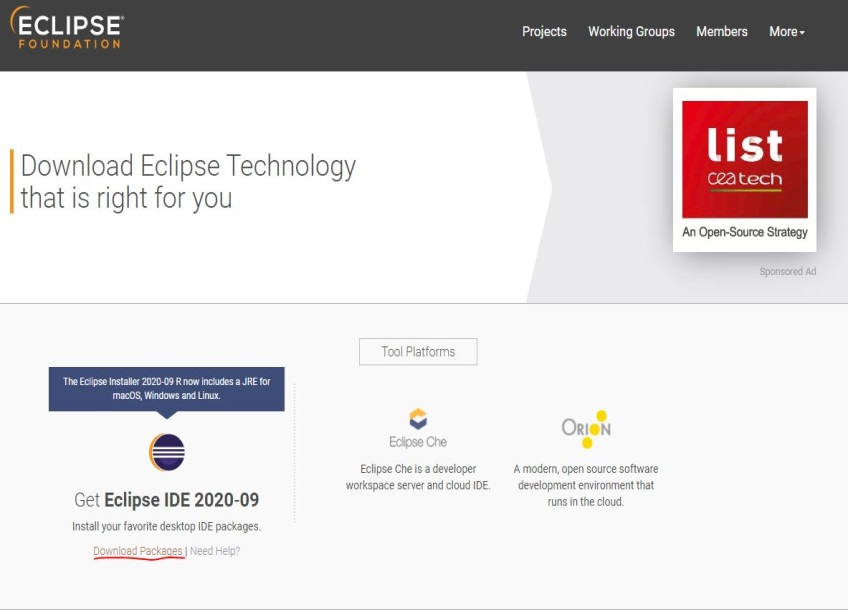 ECLIPSE®
FOUNDATION
Projects Working Groups Members More
Download Eclipse Technology
that is right for you
list
cea tech
An Open-Source Strategy
Sponsored Ad
Tool Platforms
The Eclipse Installer 2020-09 R now includes a JRE for
macOS, Windows and Linux.
Get Eclipse IDE 2020-09
Install your favorite desktop IDE packages.
Download Packages | Need Help?
Eclipse Che
Eclipse Che is a developer
workspace server and cloud IDE.
ORION
A modern, open source software
development environment that
runs in the cloud.